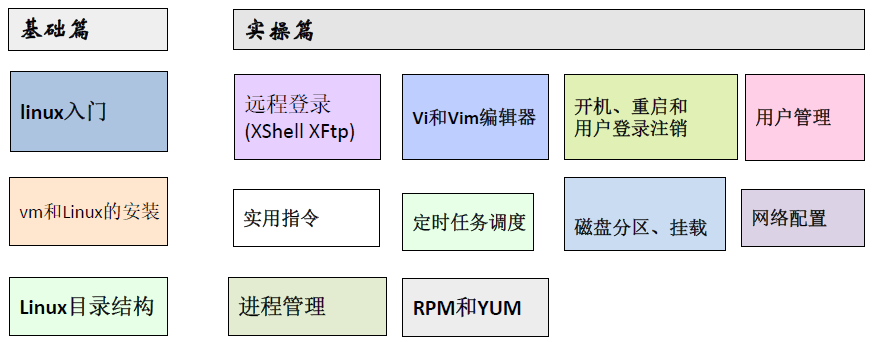 基础篇
实操篇
linux入门
远程登录
(XShell XFtp)
Vi和Vim编辑器
开机、重启和
用户登录注销
用户管理
vm和Linux的安装
实用指令
定时任务调度
磁盘分区、挂载
网络配置
Linux目录结构
进程管理
RPM和YUM